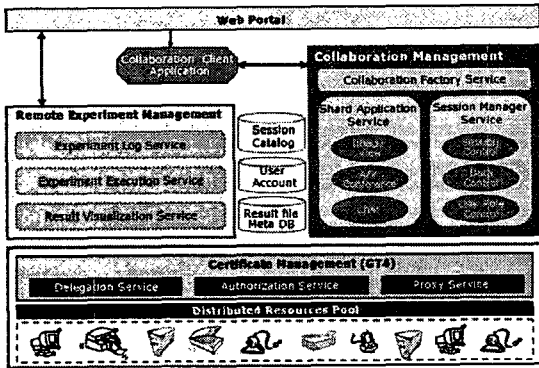 Web Portal
Collaboration Client
Application
Collaboration Management
Collaboration Factory Service
Remote Experiment Management
Experiment Log Service
Experiment Execution Service
Result Visualization Service
Session
Catalog
User
Account
Result file
Meta DB
Shard Application
Service
Session Manager
Service
Control
Control
Certificate Management (GT4)
Delegation Service
Authorization Service
Proxy Service
Distributed Resources Pool